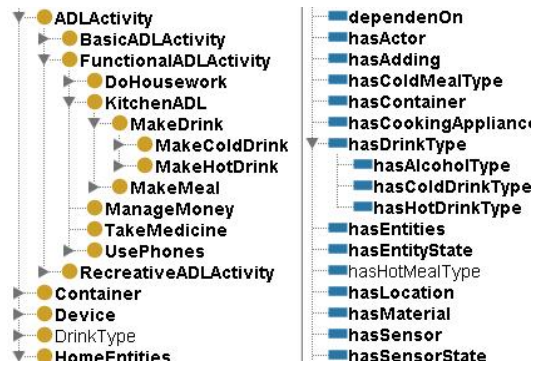 ADLActivity
BasicADLActivity
FunctionalADLActivity
DoHousework
KitchenADL
MakeDrink
MakeColdDrink
MakeHotDrink
MakeMeal
ManageMoney
TakeMedicine
UsePhones
RecreativeADLActivity
Container
Device
DrinkType
HomeEntities
dependenOn
hasActor
hasAdding
hasColdMealType
hasContainer
hasCookingAppliance
hasDrinkType
hasAlcoholType
hasColdDrinkType
hasHotDrinkType
hasEntities
hasEntityState
hasHotMealType
hasLocation
hasMaterial
hasSensor
hasSensorState